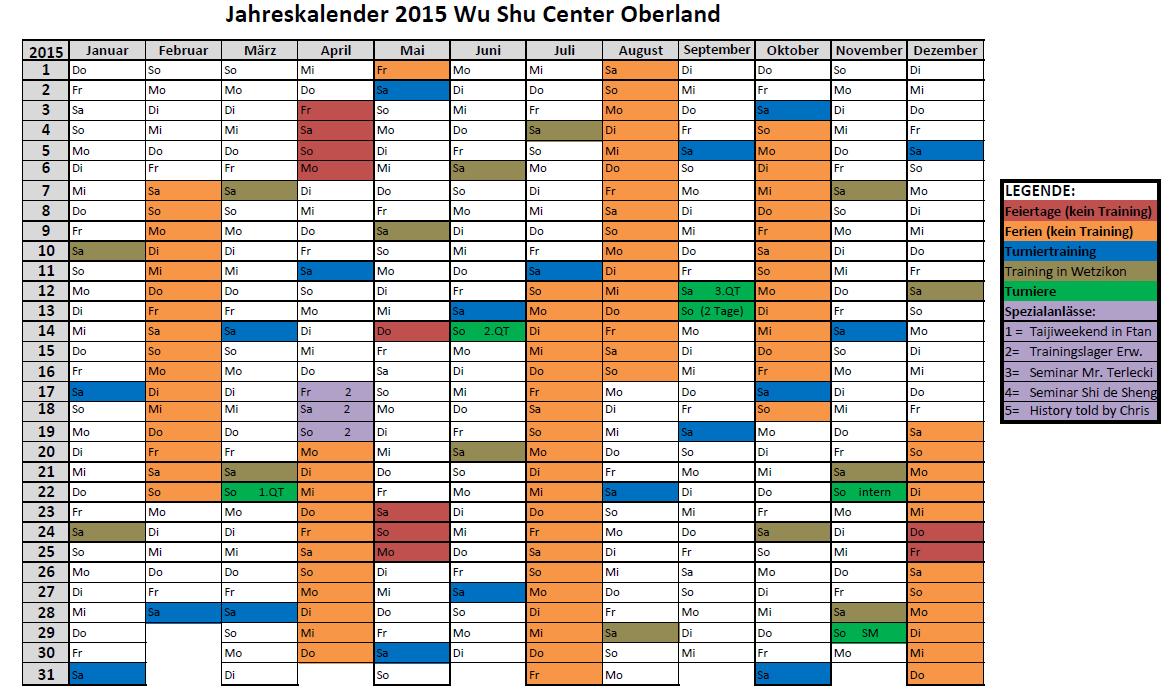 Jahreskalender 2015 Wu Shu Center Oberland
2015 Januar Februar März April Mai Juni Juli August September Oktober November Dezember
1 Do So So Mi Fr Mo Mi Sa Di Do So Di
2 Fr Mo Mo Do Sa Di Do So Mi Fr Mo Mi
3 Sa Di Di Fr So Mi Fr Mo Do Sa Di Do
4 So Mi Mi Sa Mo Do Sa Di Fr So Mi Fr
5 Mo Do Do So Di Fr So Mi Sa Mo Do Sa
6 Di Fr Fr Mo Mi Sa Mo Do So Di Fr So
7 Mi Sa Sa Di Do So Di Fr Mo Mi Sa Mo
8 Do So So Mi Fr Mo Mi Sa Di Do So Di
9 Fr Mo Mo Do Sa Di Do So Mi Fr Mo Mi
10 Sa Di Di Fr So Mi Fr Mo Do Sa Di Do
11 So Mi Mi Sa Mo Do Sa Di Fr So Mi Fr
12 Mo Do Do So Di Fr So Mi Sa 3.QT Mo Do Sa
13 Di Fr Fr Mo Mi Sa Mo Do So (2 Tage) Di Fr So
14 Mi Sa Sa Di Do So 2.QT Di Fr Mo Mi Sa Mo
15 Do So So Mi Fr Mo Mi Sa Di Do So Di
16 Fr Mo Mo Do Sa Di Do So Mi Fr Mo Mi
17 Sa Di Di Fr 2 So Mi Fr Mo Do Sa Di Do
18 So Mi Mi Sa 2 Mo Do Sa Di Fr So Mi Fr
19 Mo Do Do So 2 Di Fr So Mi Sa Mo Do Sa
20 Di Fr Fr Mo Mi Sa Mo Do So Di Fr So
21 Mi Sa Sa Di Do So Di Fr Mo Mi Sa Mo
22 Do So So 1.QT Mi Fr Mo Mi Sa Di Do So intern Di
23 Fr Mo Mo Do Sa Di Do So Mi Fr Mo Mi
24 Sa Di Di Fr So Mi Fr Mo Do Sa Di Do
25 So Mi Mi Sa Mo Do Sa Di Fr So Mi Fr
26 Mo Do Do So Di Fr So Mi Sa Mo Do Sa
27 Di Fr Fr Mo Mi Sa Mo Do So Di Fr So
28 Mi Sa Sa Di Do So Di Fr Mo Mi Sa Mo
29 Do So Mi Fr Mo Mi Sa Di Do So SM Di
30 Fr Mo Do Sa Di Do So Mi Fr Mo Mi
31 Sa Di So Fr Mo Sa Do
LEGENDE:
Feiertage (kein Training)
Ferien (kein Training)
Turniertraining
Training in Wetzikon
Turniere
Spezialanlässe:
1 = Taijiweekend in Ftan
2= Trainingslager Erw.
3= Seminar Mr. Terlecki
4= Seminar Shi de Sheng
5= History told by Chris